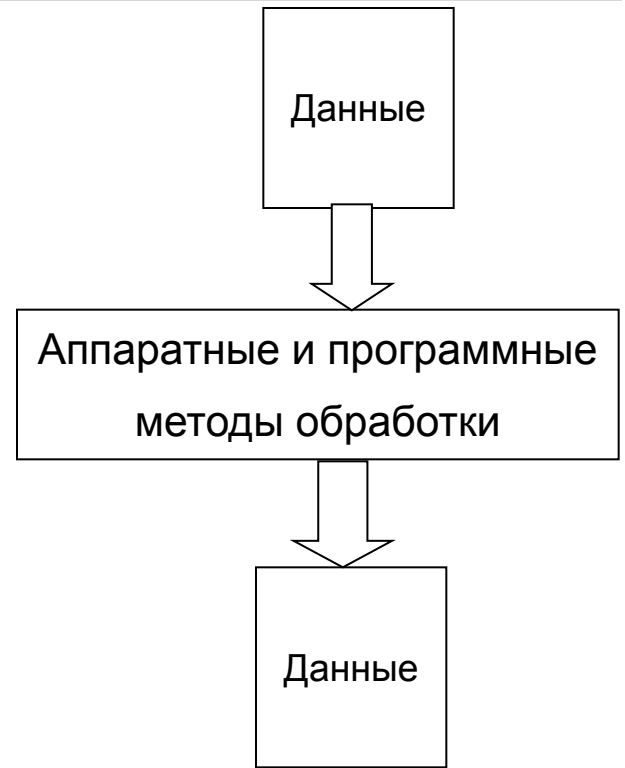 Данные
Аппаратные и программные
методы обработки
Данные